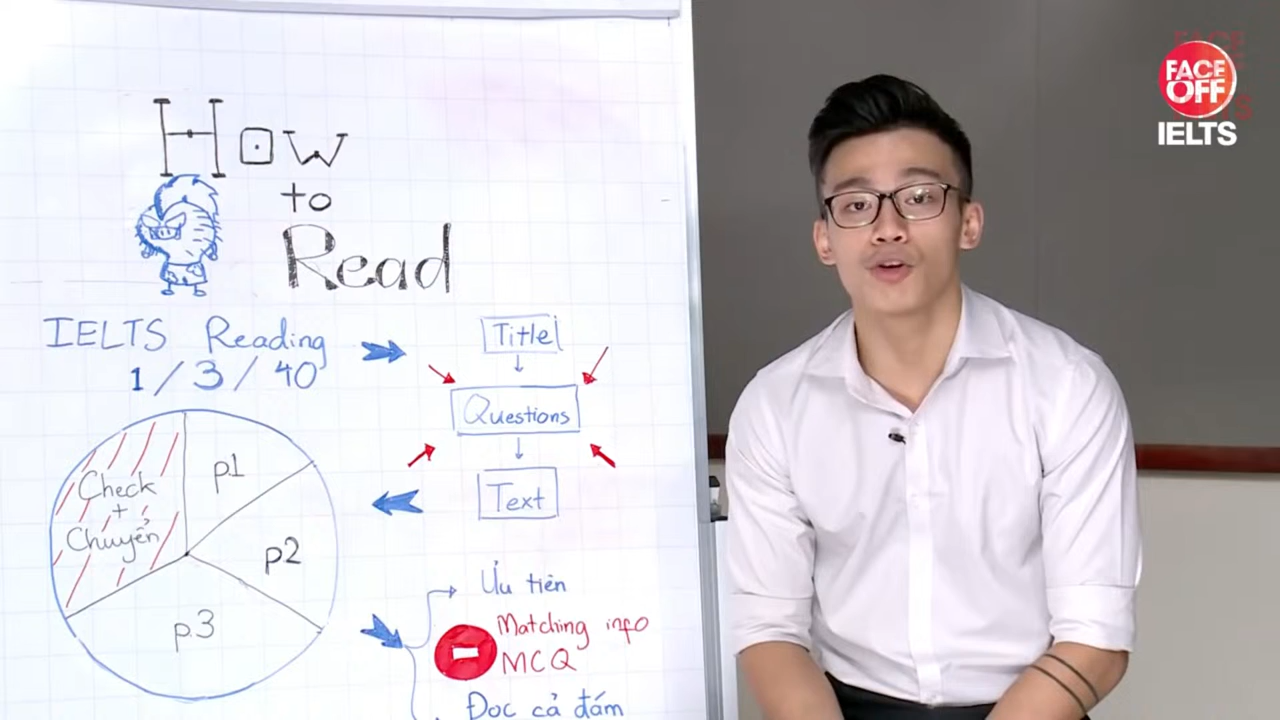 How
to
Read
IELTS Reading
1/3/40
Title
Questions
Text
Check
+
Chuyển
p.1
p2
p.3
Ưu tiên
Matching info
MCQ
Đọc cả đám
FACE
OFF
IELTS